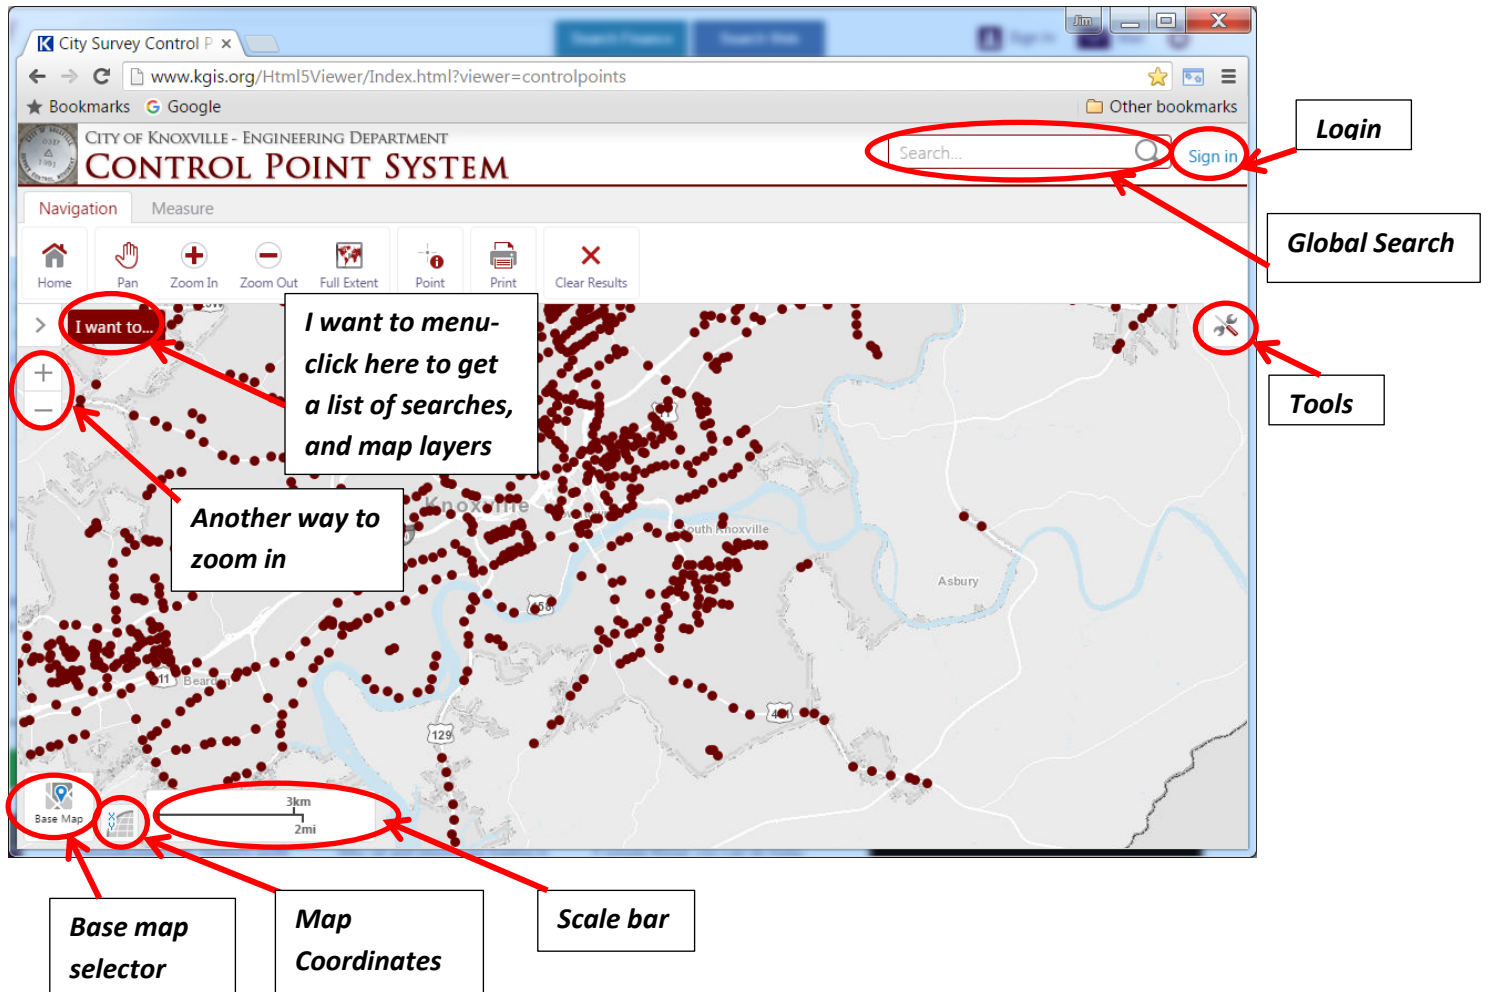 Jim
City Survey Control P
www.kgis.org/Html5Viewer/Index.html?viewer=controlpoints
Bookmarks
Google
Other bookmarks
CITY OF KNOXVILLE - ENGINEERING DEPARTMENT
CONTROL POINT SYSTEM
Search...
Sign in
Login
Global Search
Navigation
Measure
Home
Pan
Zoom In
Zoom Out
Full Extent
Point
Print
Clear Results
I want to...
I want to menu-
click here to get
a list of searches,
and map layers
Tools
Another way to
zoom in
Knoxville
South Knoxville
Asbury
158
11
Bearden
129
441
Base Map
3km
2mi
Base map
selector
Map
Coordinates
Scale bar